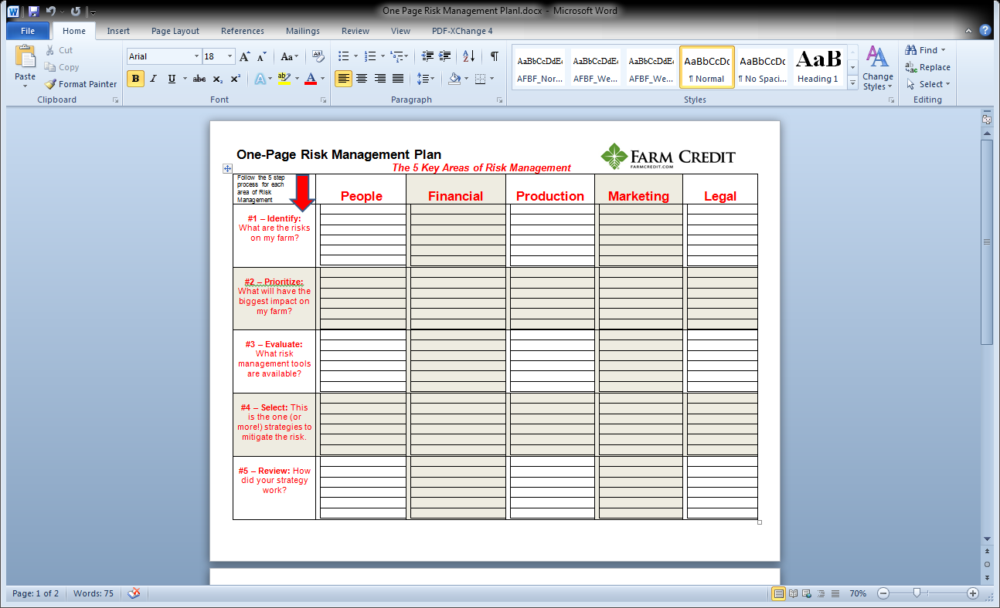 One Page Risk Management Planl.docx - Microsoft Word
File Home Insert Page Layout References Mailings Review View PDF-XChange 4
Paste
Cut
Copy
Format Painter
Clipboard
Arial 18
Font
Paragraph
AaBbCcDdE AaBbCcDdE AaBbCcDdE AaBbCcDc AaBbCcDc AaB
AFBF_Nor... AFBF_We... AFBF_We... ¶ Normal ¶ No Spaci... Heading 1
Change
Styles
Styles
Find
Replace
Select
Editing
One-Page Risk Management Plan
FARM CREDIT
FARMCREDIT.COM
The 5 Key Areas of Risk Management
Follow the 5 step
process for each
area of Risk
Management
People Financial Production Marketing Legal
#1 – Identify:
What are the risks
on my farm?
#2 – Prioritize:
What will have the
biggest impact on
my farm?
#3 – Evaluate:
What risk
management tools
are available?
#4 – Select: This
is the one (or
more!) strategies to
mitigate the risk.
#5 – Review: How
did your strategy
work?
Page: 1 of 2 Words: 75 70%